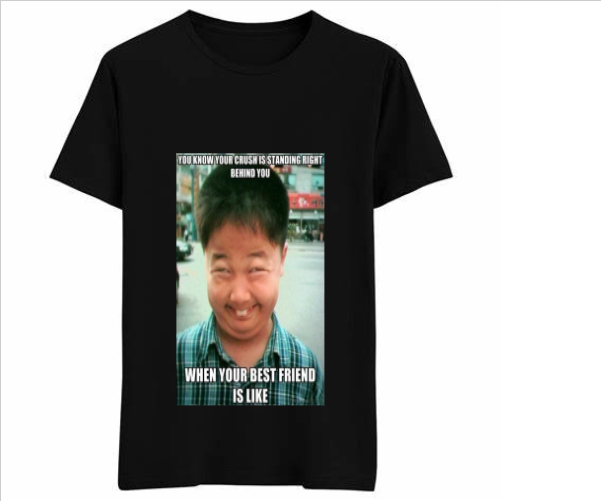 YOU KNOW YOUR CRUSH IS STANDING RIGHT
BEHIND YOU
WHEN YOUR BEST FRIEND
IS LIKE